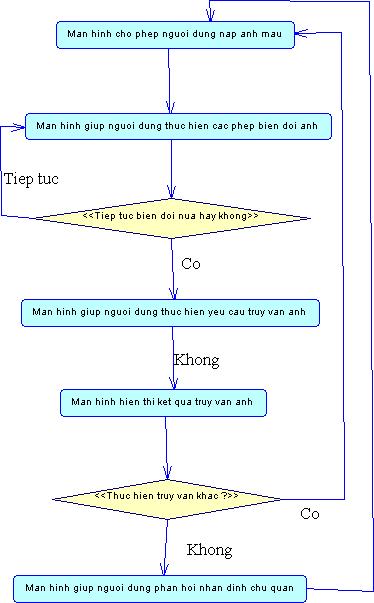 Man hinh cho phep nguoi dung nap anh mau
Man hinh giup nguoi dung thuc hien cac phep bien doi anh
Tiep tuc
<<Tiep tuc bien doi nua hay khong>>
Co
Man hinh giup nguoi dung thuc hien yeu cau truy van anh
Khong
Man hinh hien thi ket qua truy van anh
<<Thuc hien truy van khac ?>>
Co
Khong
Man hinh giup nguoi dung phan hoi nhan dinh chu quan